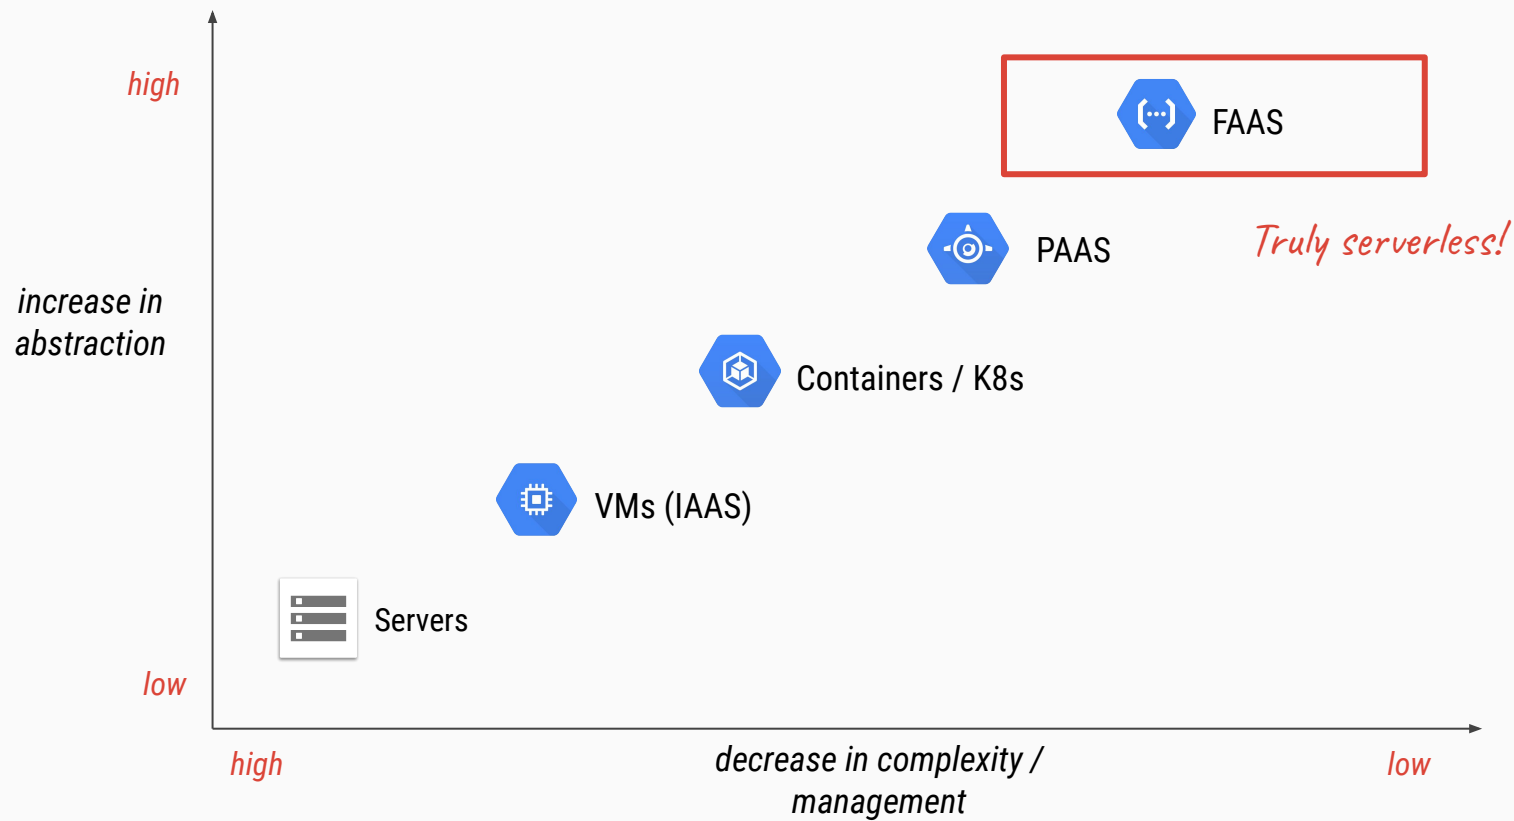 high
FAAS
PAAS
Truly serverless!
increase in
abstraction
Containers / K8s
VMs (IAAS)
Servers
low
high
decrease in complexity /
management
low